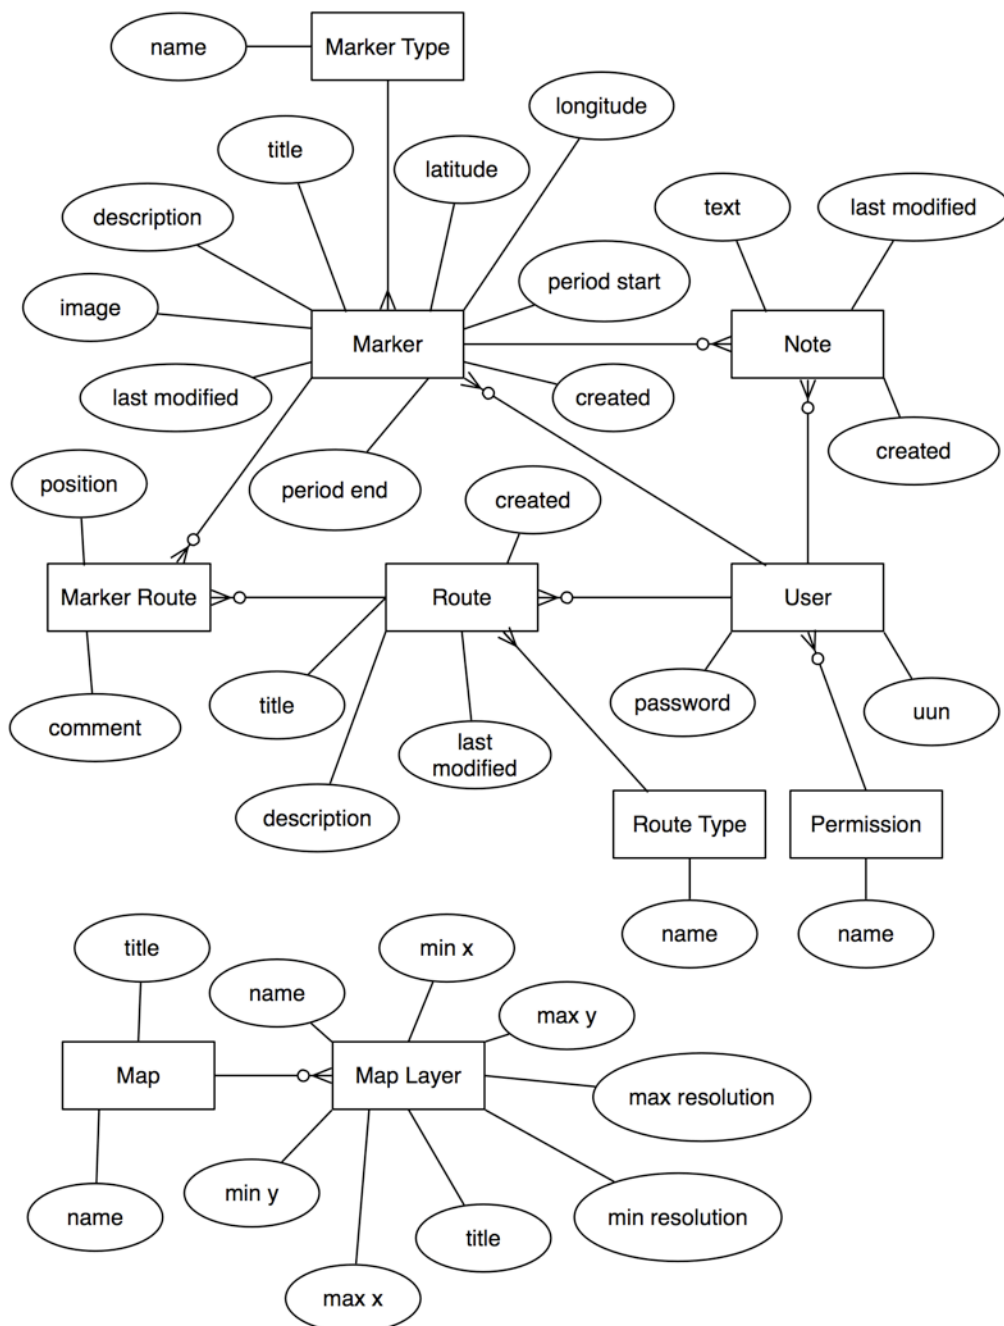 name
Marker Type
longitude
title
latitude
description
text
last modified
period start
image
Marker
Note
last modified
created
created
position
period end
created
Marker Route
Route
User
title
password
uun
comment
last
modified
description
Route Type
Permission
name
name
title
min x
name
max y
Map
Map Layer
max resolution
min y
name
min resolution
title
max x